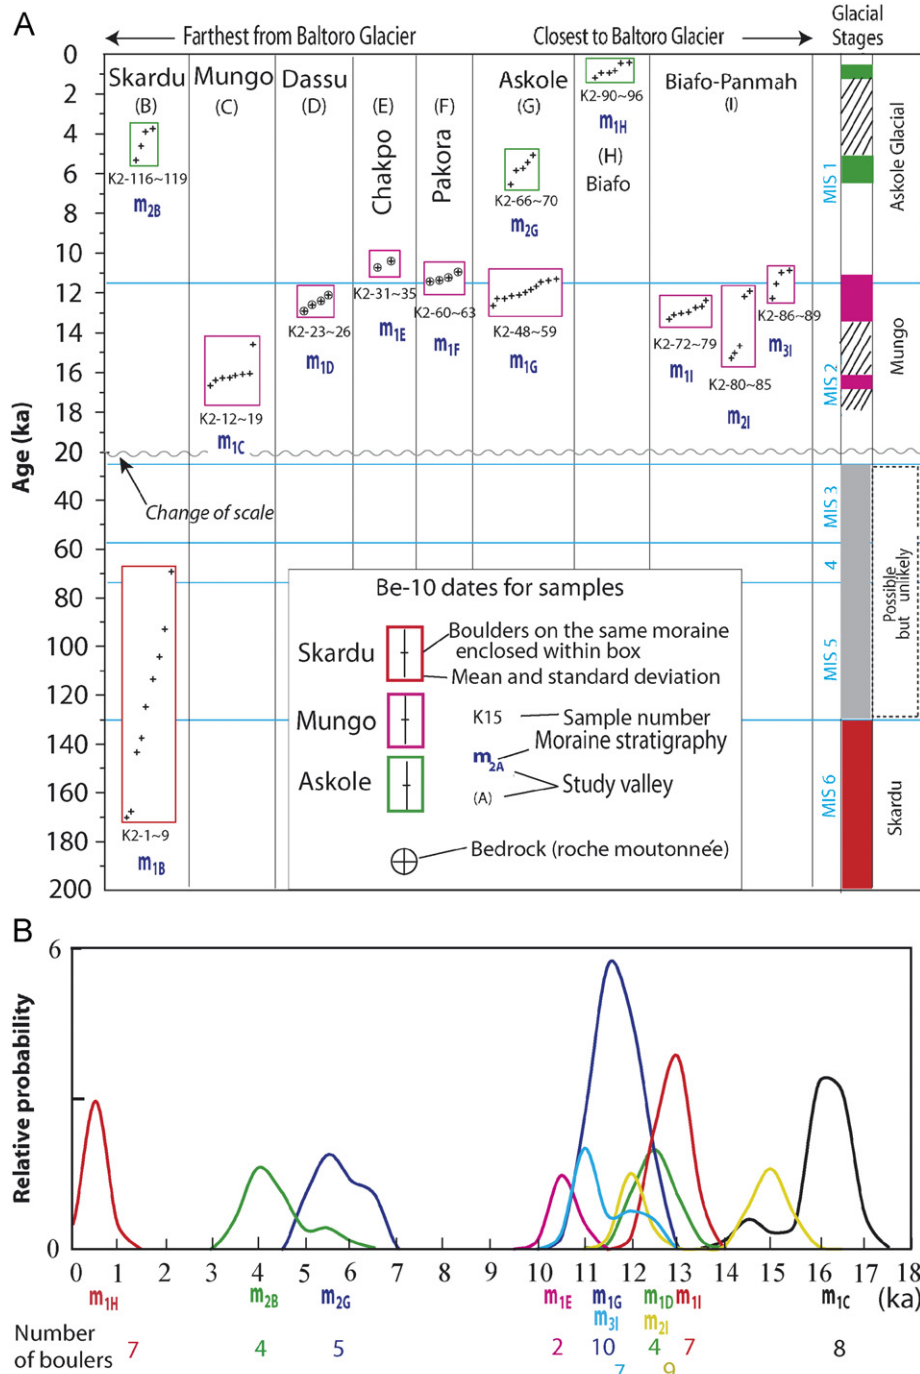 A
Farthest from Baltoro Glacier
Closest to Baltoro Glacier
Glacial
Stages
Skardu
(B)
Mungo
(C)
Dassu
(D)
(E)
Chakpo
(F)
Pakora
Askole
(G)
K2-90~96
m1H
(H)
Biafo
Biafo-Panmah
(I)
K2-116~119
m2B
K2-66~70
m2G
K2-31~35
m1E
K2-23~26
m1D
K2-60~63
m1F
K2-48~59
m1G
K2-72~79
m1I
K2-80~85
m2I
K2-86~89
m3I
K2-12~19
m1C
K2-1~9
m1B
Age (ka)
0
2
4
6
8
10
12
14
16
18
20
40
60
80
100
130
140
160
180
200
Change of scale
MIS 1
MIS 2
MIS 3
4
MIS 5
MIS 6
Askole Glacial
Mungo
Possible
but unlikely
Skardu
Be-10 dates for samples
Skardu
Boulders on the same moraine
enclosed within box
Mean and standard deviation
Mungo
K15
Sample number
Moraine stratigraphy
m2A
Askole
(A)
Study valley
Bedrock (roche moutonnée)
B
6
0
Relative probability
0 1 2 3 4 5 6 7 8 9 10 11 12 13 14 15 16 17 18
m1H m2B m2G m1E m1G m1D m1I m1C (ka)
m3I m2I
Number
of boulers
7 4 5 2 10 4 7 8
7 9